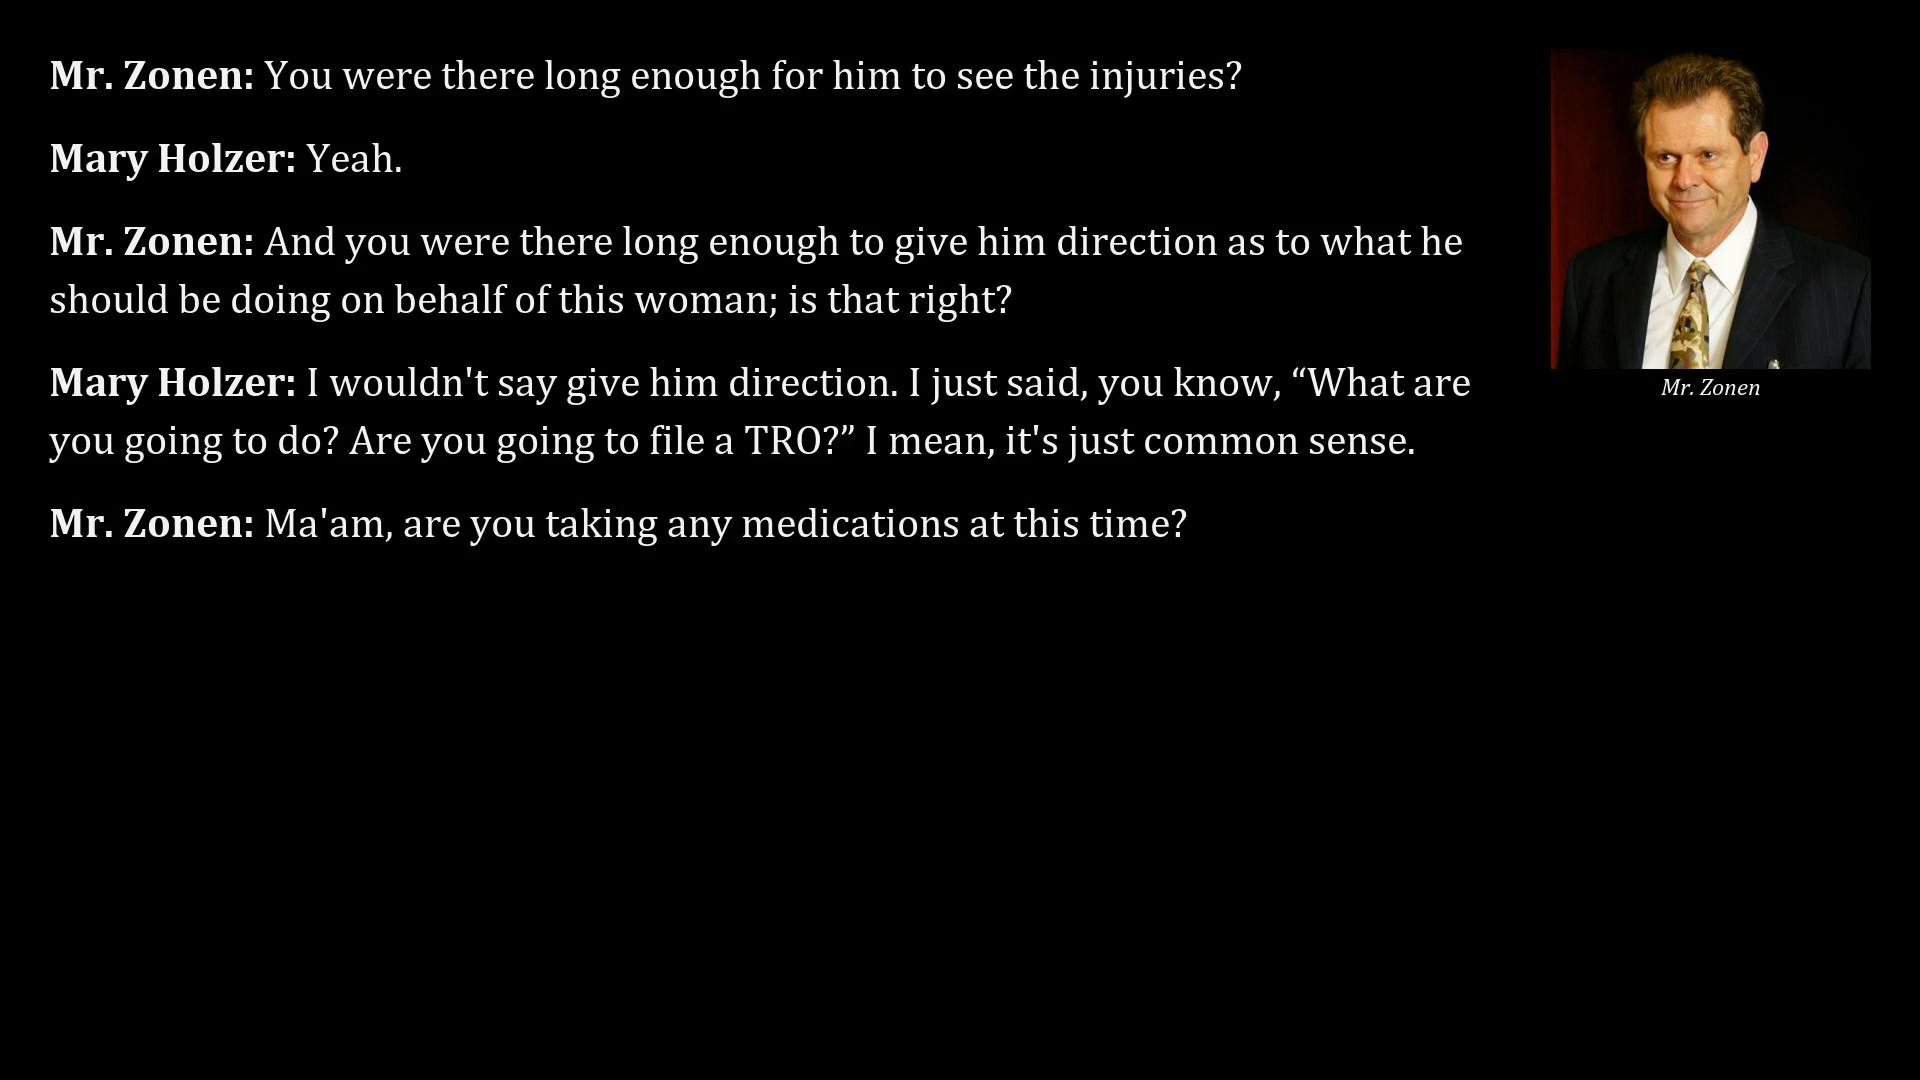 Mr. Zonen: You were there long enough for him to see the injuries?
Mary Holzer: Yeah.
Mr. Zonen: And you were there long enough to give him direction as to what he
should be doing on behalf of this woman; is that right?
Mary Holzer: I wouldn't say give him direction. I just said, you know, “What are
you going to do? Are you going to file a TRO?” I mean, it's just common sense.
Mr. Zonen: Ma'am, are you taking any medications at this time?
Mr. Zonen